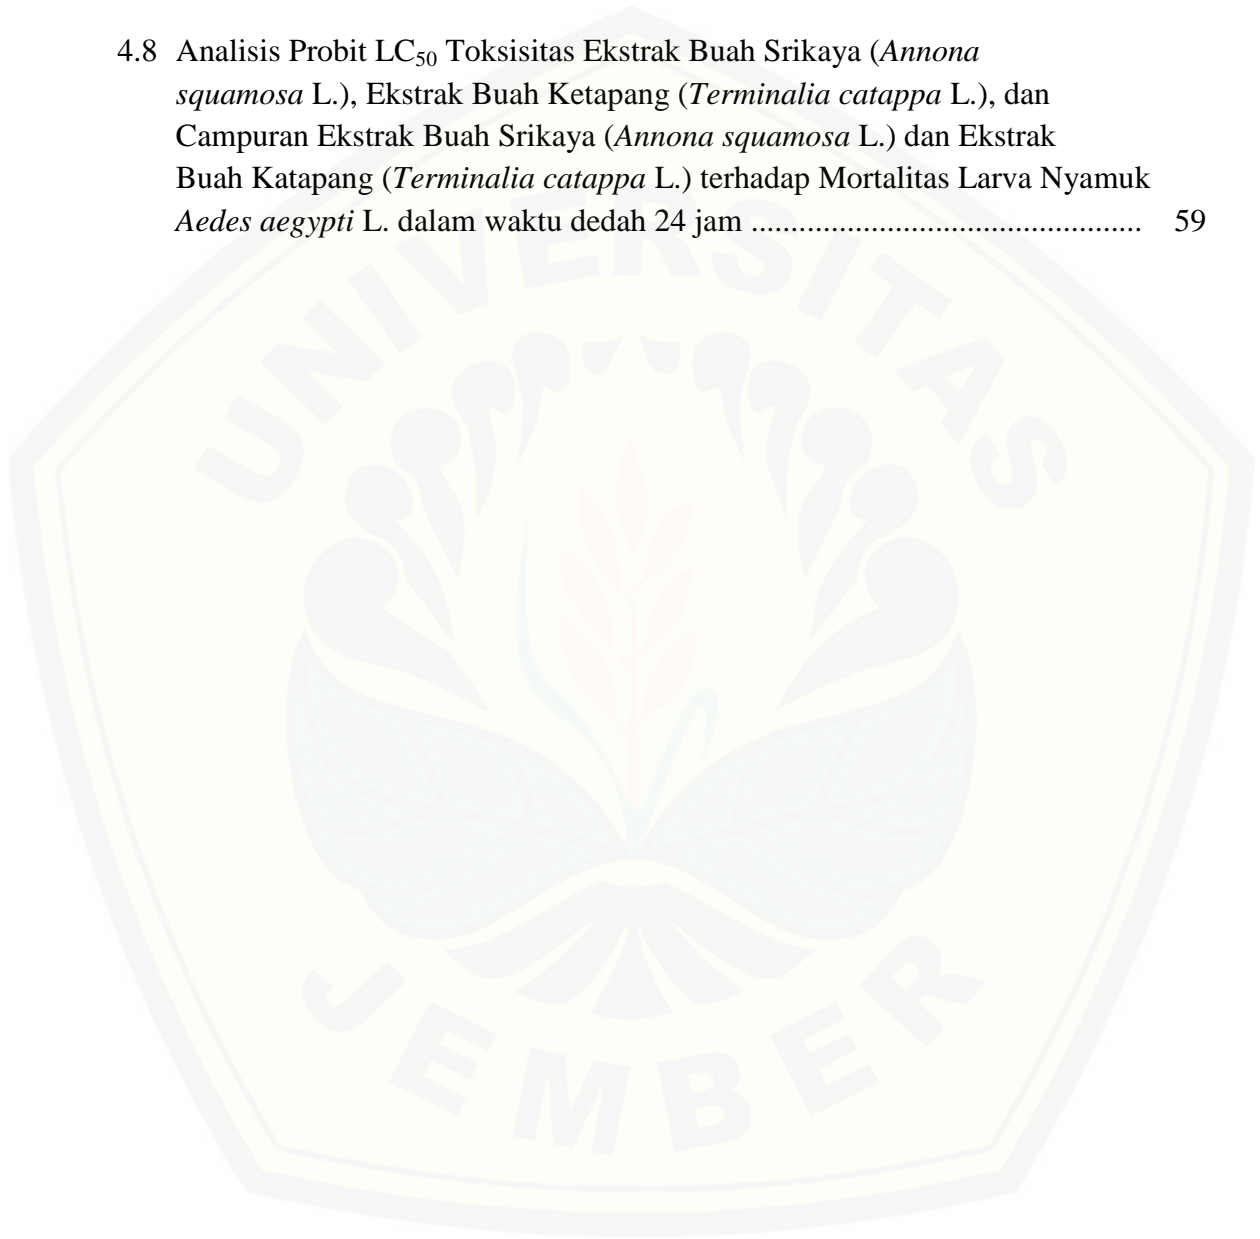 4.8 Analisis Probit LC50 Toksisitas Ekstrak Buah Srikaya (Annona
squamosa L.), Ekstrak Buah Ketapang (Terminalia catappa L.), dan
Campuran Ekstrak Buah Srikaya (Annona squamosa L.) dan Ekstrak
Buah Katapang (Terminalia catappa L.) terhadap Mortalitas Larva Nyamuk
Aedes aegypti L. dalam waktu dedah 24 jam ................................................. 59
UNIVERSITAS
JEMBER